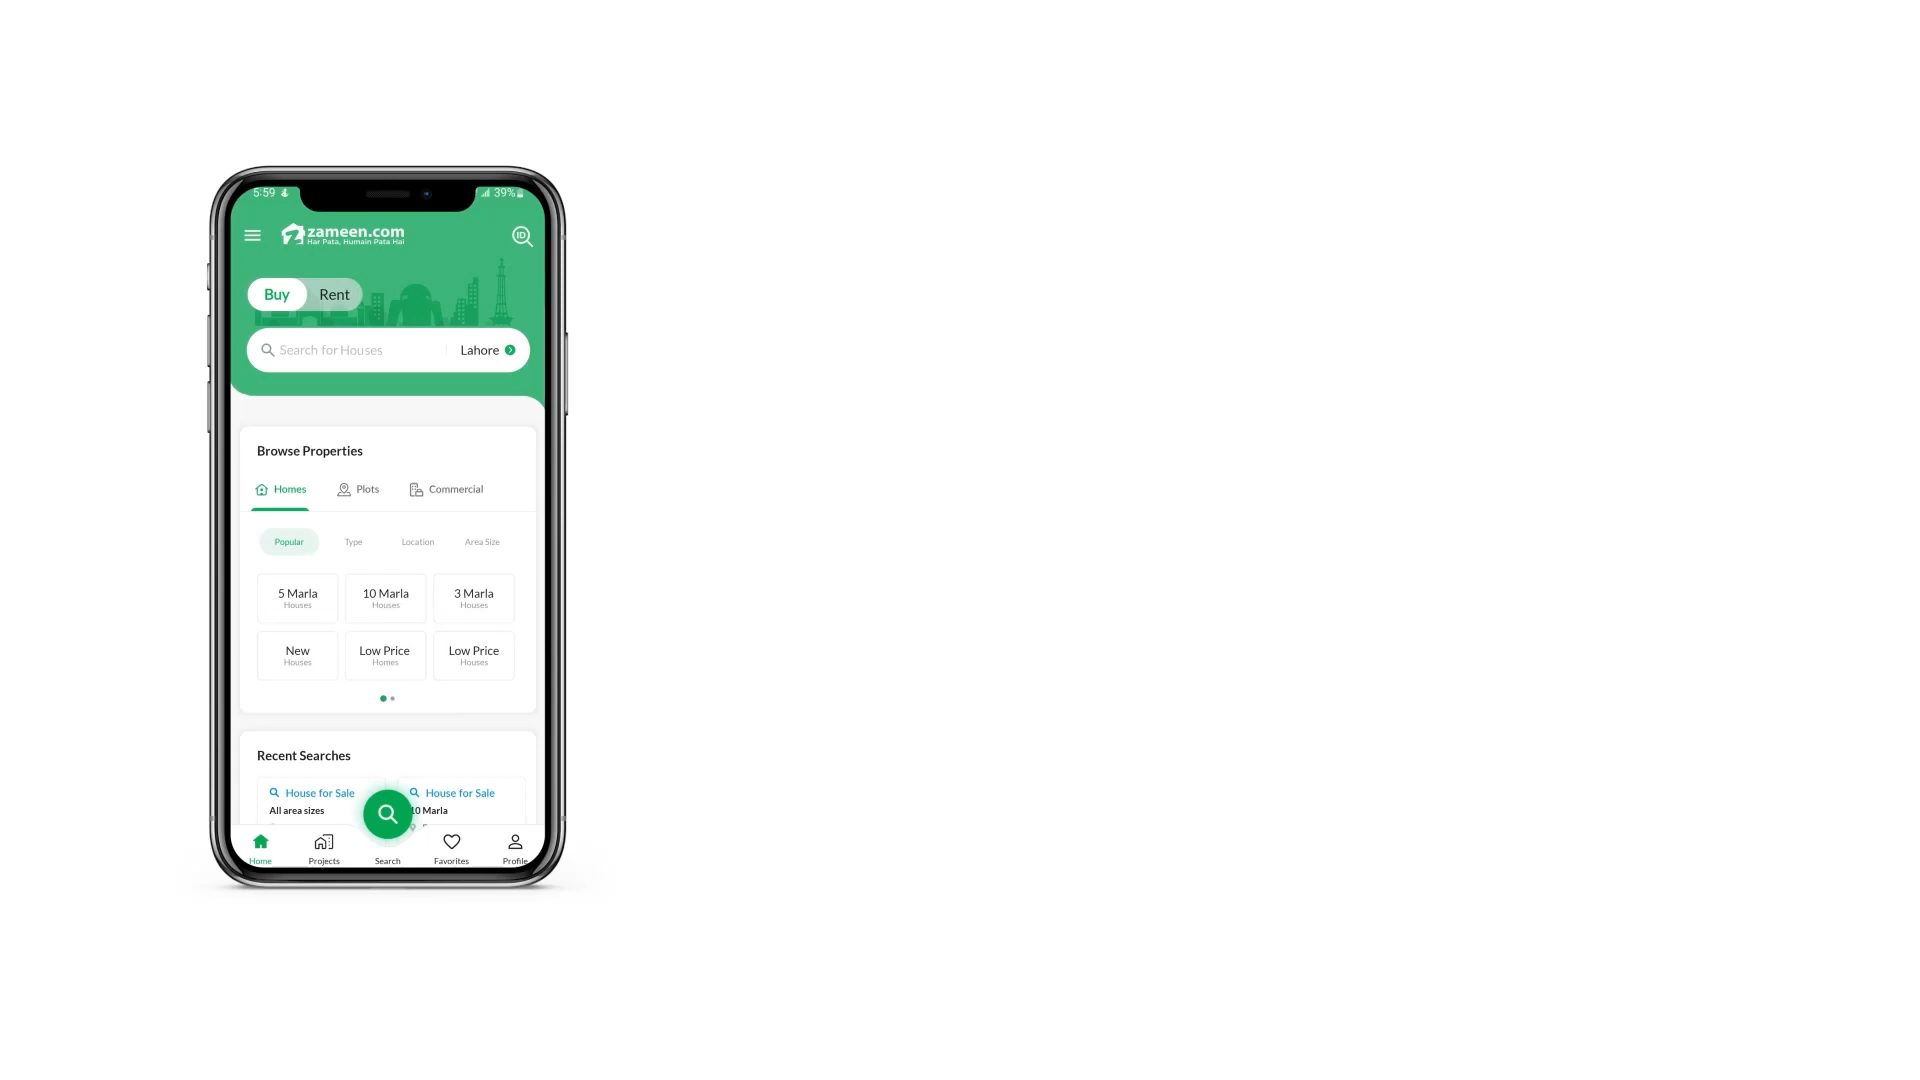 5:59
39%
zameen.com
Har Pata, Humain Pata Hai
ID
Buy Rent
Search for Houses Lahore
Browse Properties
Homes Plots Commercial
Popular Type Location Area Size
5 Marla 10 Marla 3 Marla
Houses Houses Houses
New Low Price Low Price
Houses Homes Houses
Recent Searches
House for Sale House for Sale
All area sizes 10 Marla
Home Projects Search Favorites Profile